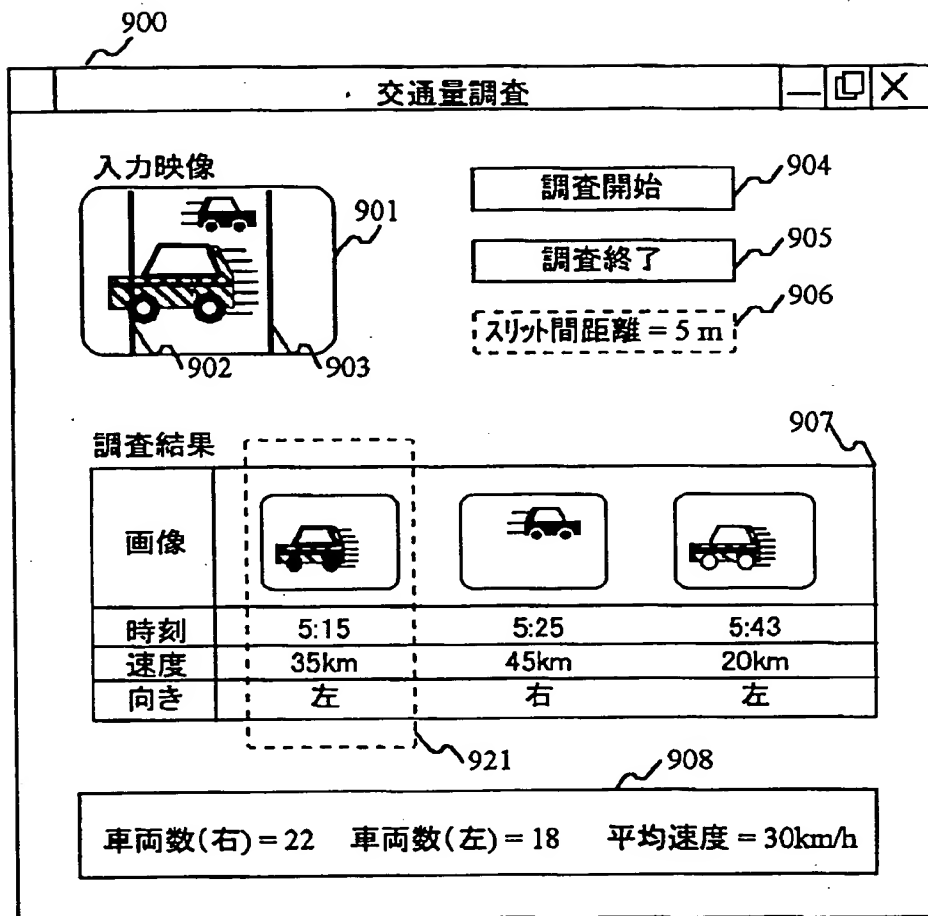 900
交通量調査
入力映像
901
902
903
調査開始
904
調査終了
905
スリット間距離 = 5 m
906
調査結果
907
画像
時刻 5:15 5:25 5:43
速度 35km 45km 20km
向き 左 右 左
921
908
車両数(右) = 22 車両数(左) = 18 平均速度 = 30km/h